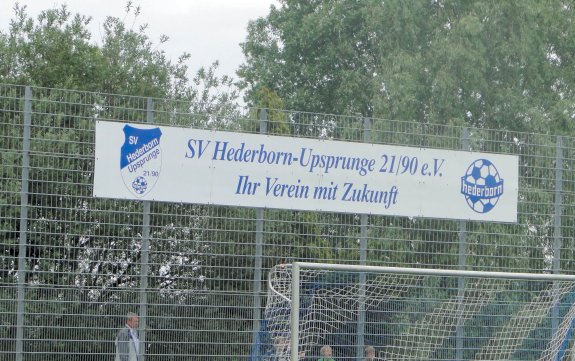 SV
Hederborn
Upsprunge
21/90
SV Hederborn-Upsprunge 21/90 e.V.
Ihr Verein mit Zukunft
hederborn